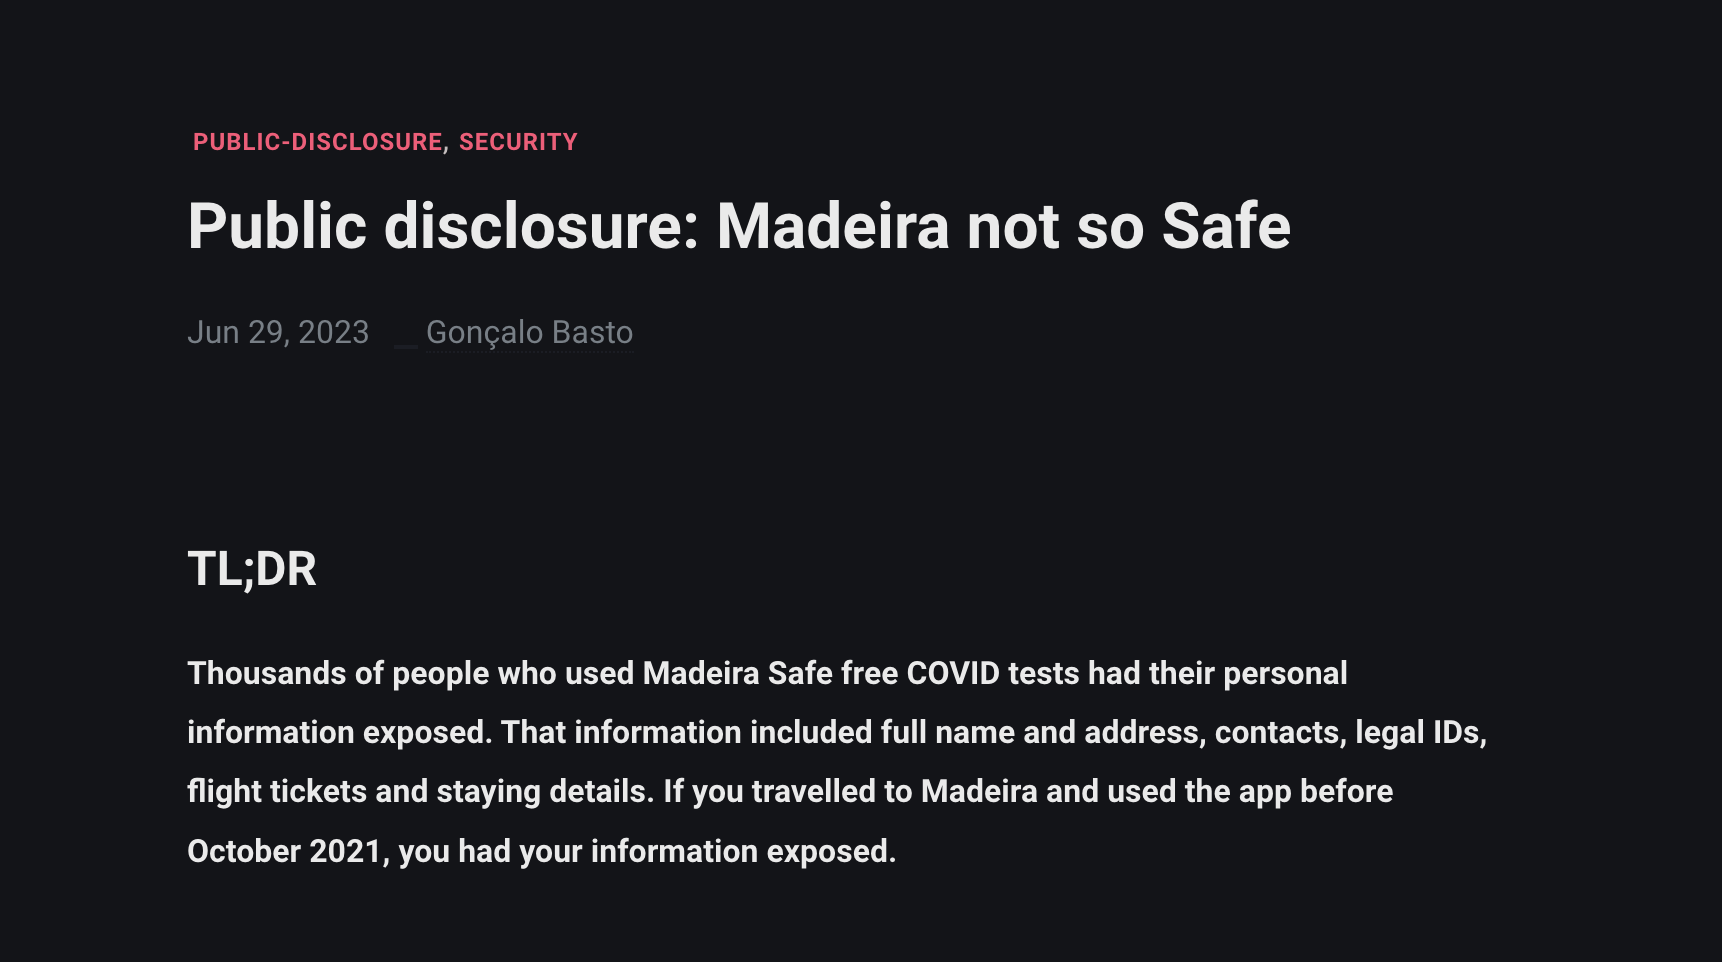 PUBLIC-DISCLOSURE, SECURITY
Public disclosure: Madeira not so Safe
Jun 29, 2023 __ Gonçalo Basto
TL;DR
Thousands of people who used Madeira Safe free COVID tests had their personal
information exposed. That information included full name and address, contacts, legal IDs,
flight tickets and staying details. If you travelled to Madeira and used the app before
October 2021, you had your information exposed.